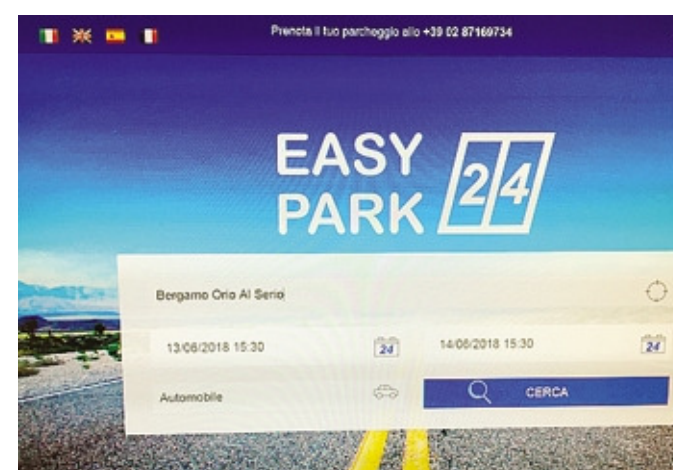 Prenota il tuo parcheggio allo +39 02 87169734
EASY
PARK
24
Bergamo Orio Al Serio
13/06/2018 15:30
24
14/06/2018 15:30
24
Automobile
CERCA